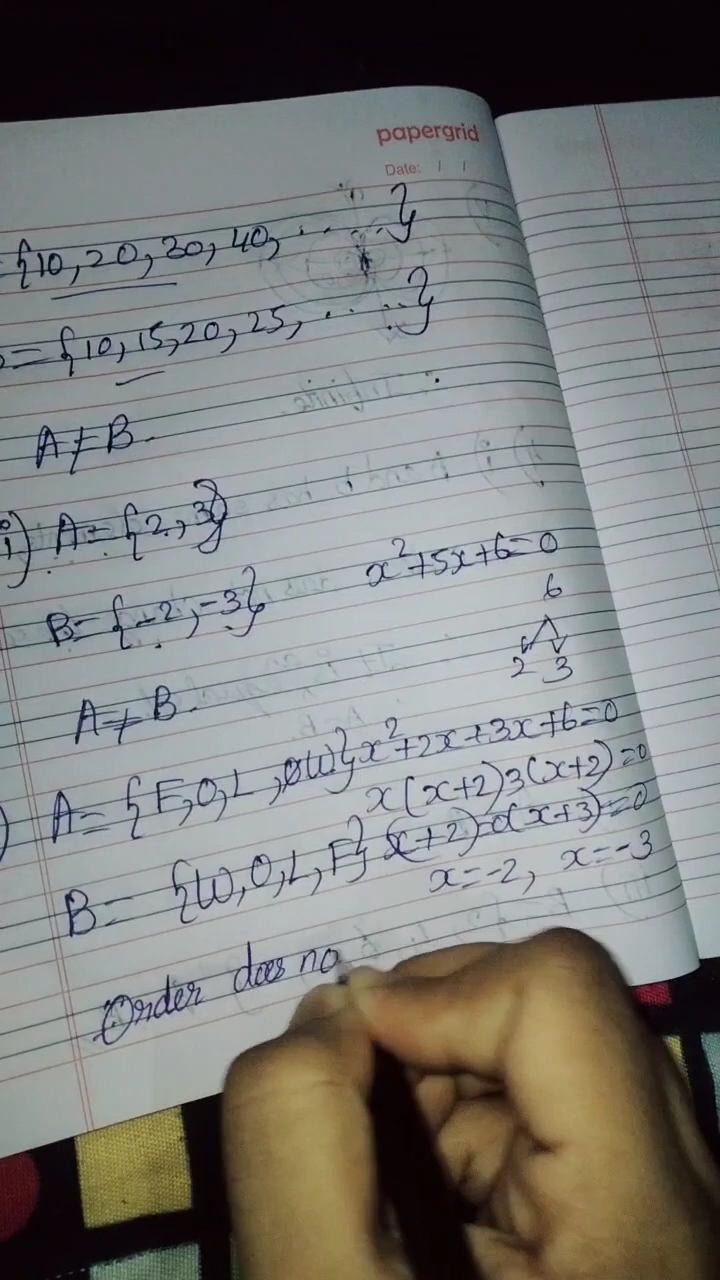 papergrid
Date: / /
={10, 20, 30, 40, .....}
= {10, 15, 20, 25, .....}
A ≠ B.
i) A = {2, 3}
B = {-2, -3}
x²+5x+6=0
6
2 3
A ≠ B.
) A = {F, O, L, W}
x²+2x+3x+6=0
x(x+2)3(x+2)=0
B = {W, O, L, F}
(x+2) (x+3)=0
x=-2, x=-3
Order does no